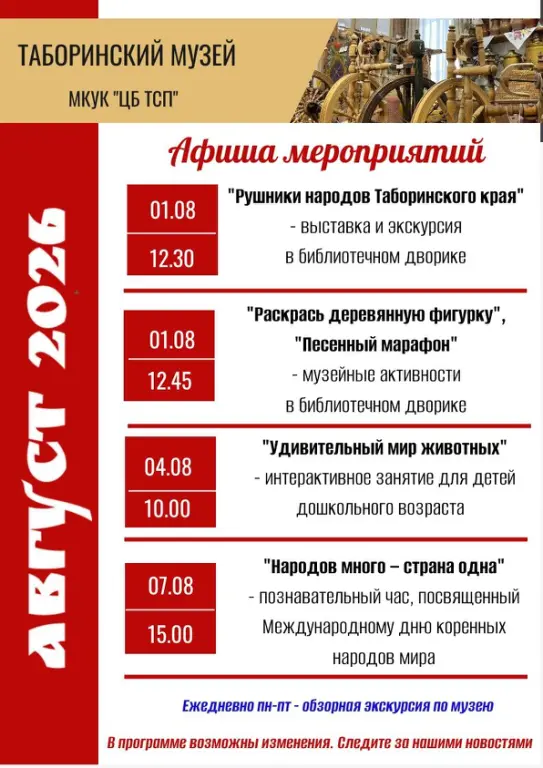 ТАБОРИНСКИЙ МУЗЕЙ
МКУК "ЦБ ТСП"
Афиша мероприятий
АВГУСТ 2026
01.08
12.30
"Рушники народов Таборинского края"
- выставка и экскурсия
в библиотечном дворике
01.08
12.45
"Раскрась деревянную фигурку",
"Песенный марафон"
- музейные активности
в библиотечном дворике
04.08
10.00
"Удивительный мир животных"
- интерактивное занятие для детей
дошкольного возраста
07.08
15.00
"Народов много – страна одна"
- познавательный час, посвященный
Международному дню коренных
народов мира
Ежедневно пн-пт - обзорная экскурсия по музею
В программе возможны изменения. Следите за нашими новостями